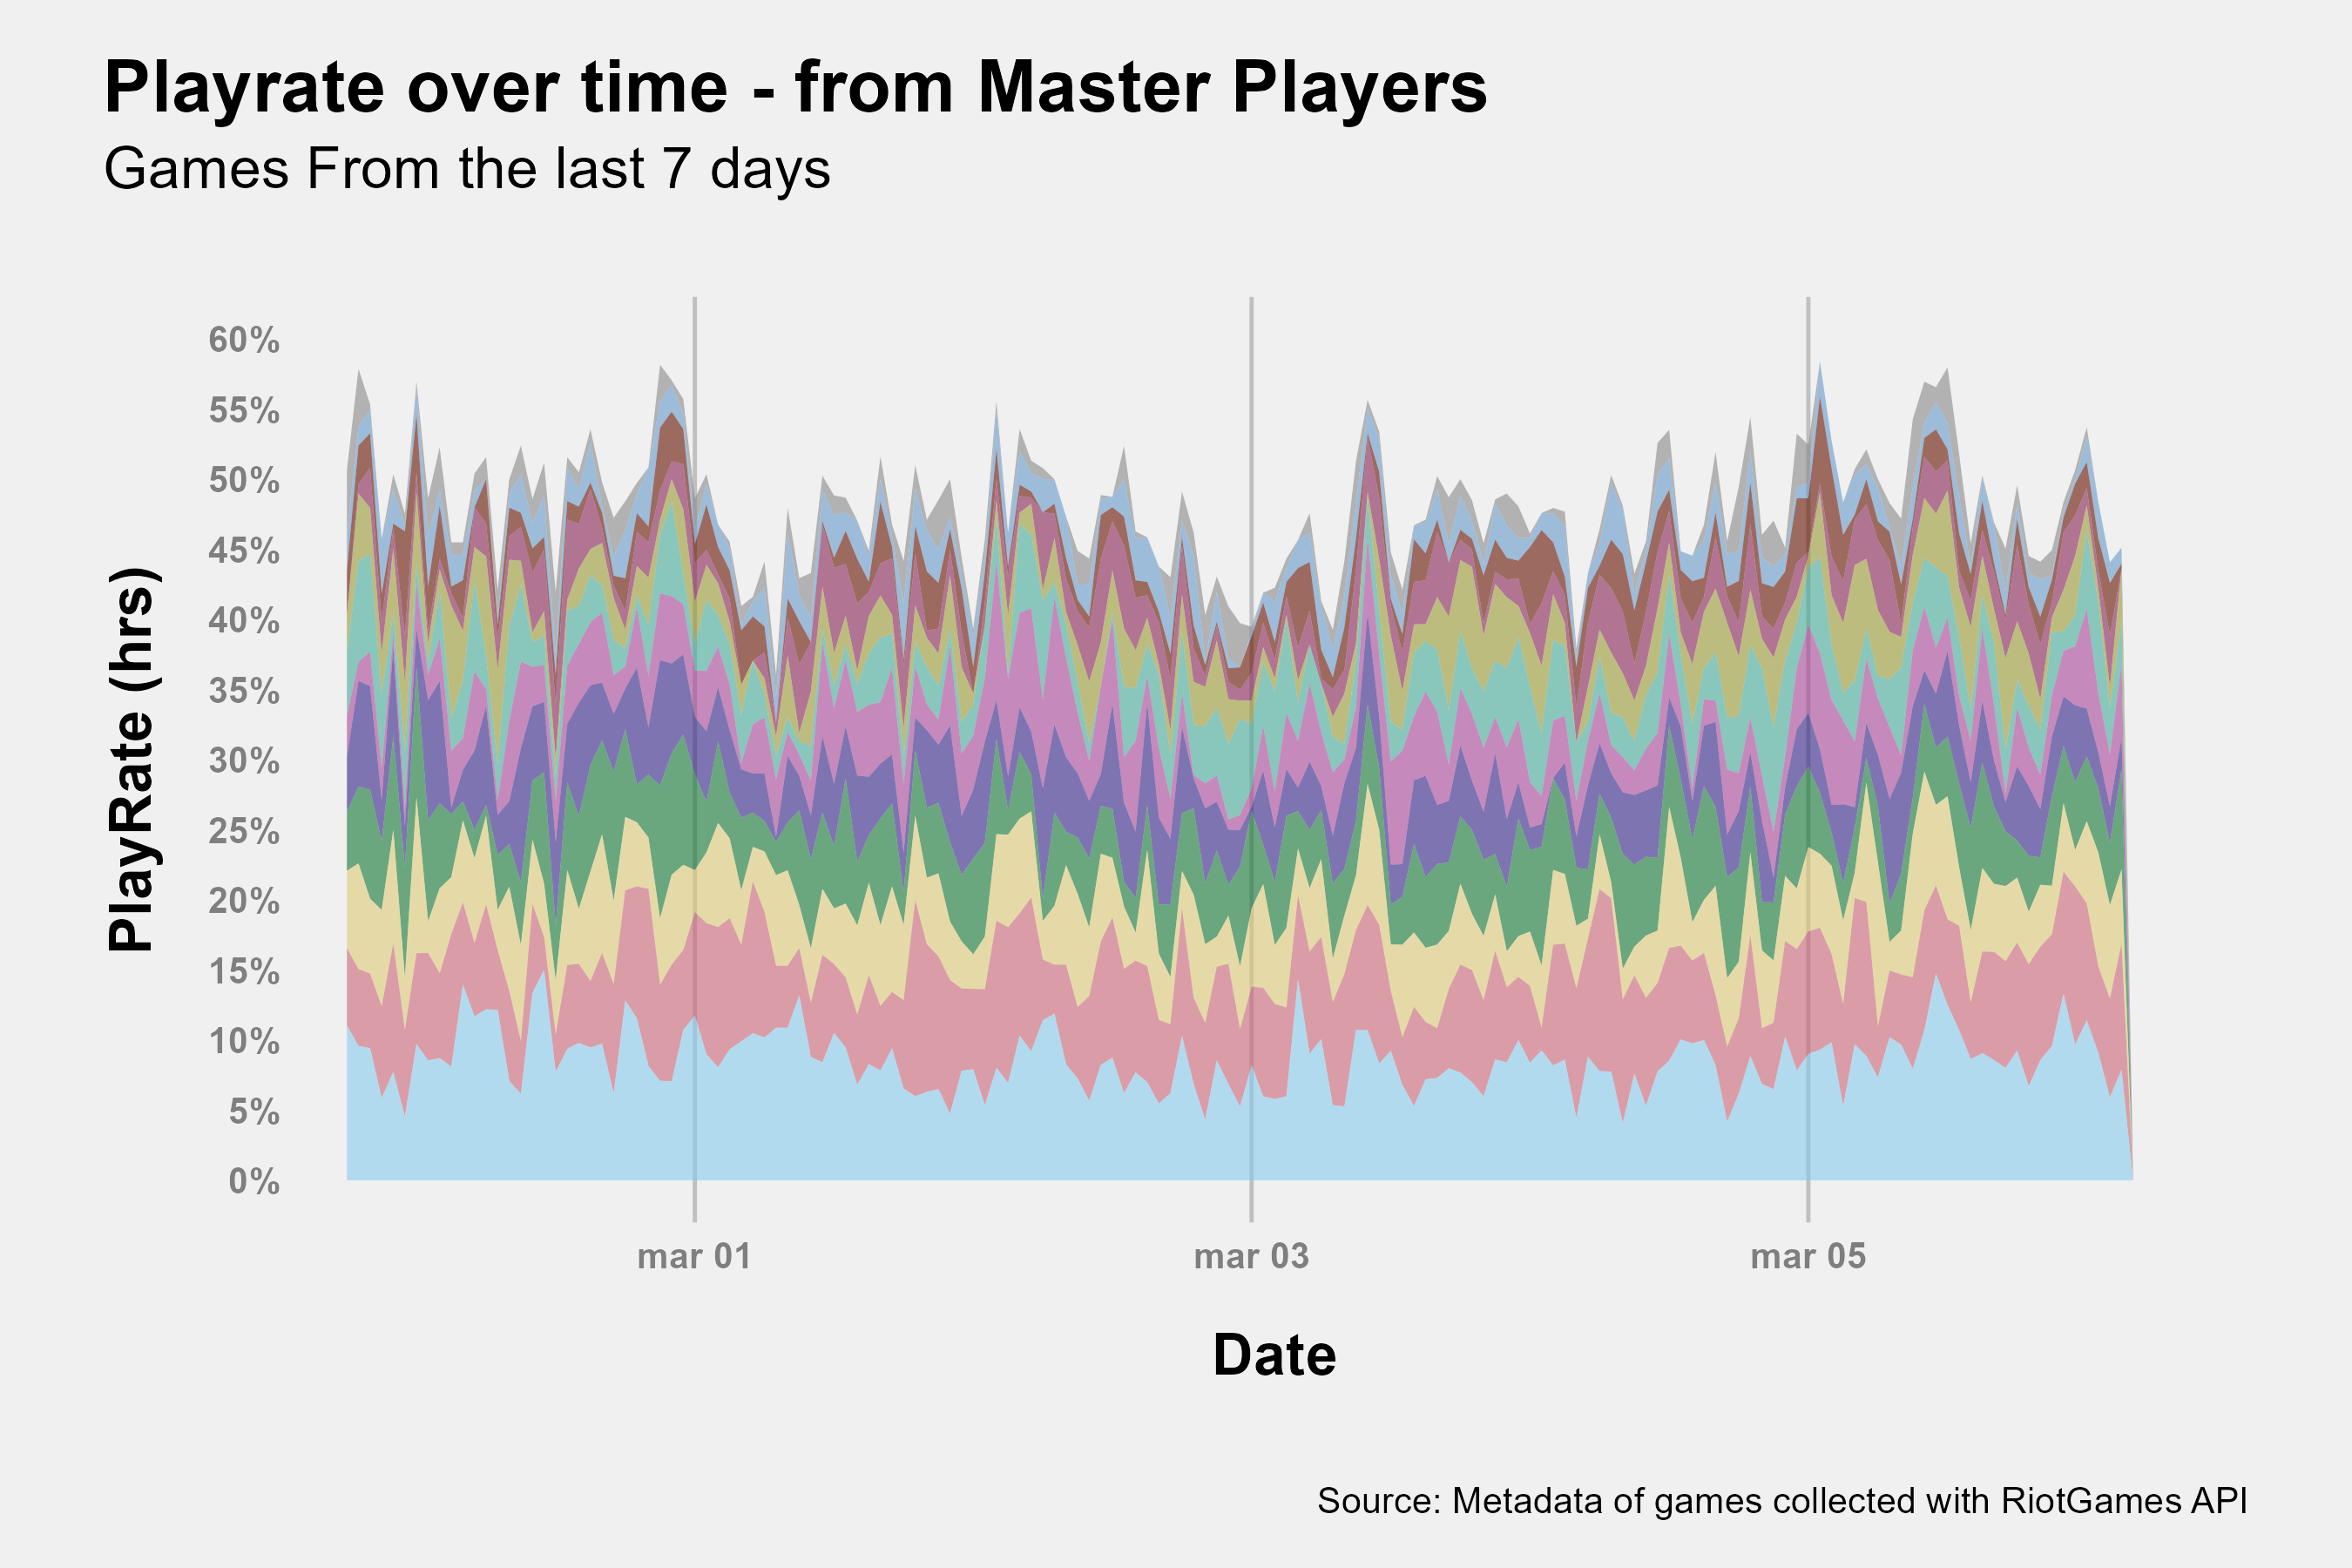 Playrate over time - from Master Players
Games From the last 7 days
PlayRate (hrs)
60%
55%
50%
45%
40%
35%
30%
25%
20%
15%
10%
5%
0%
mar 01
mar 03
mar 05
Date
Source: Metadata of games collected with RiotGames API